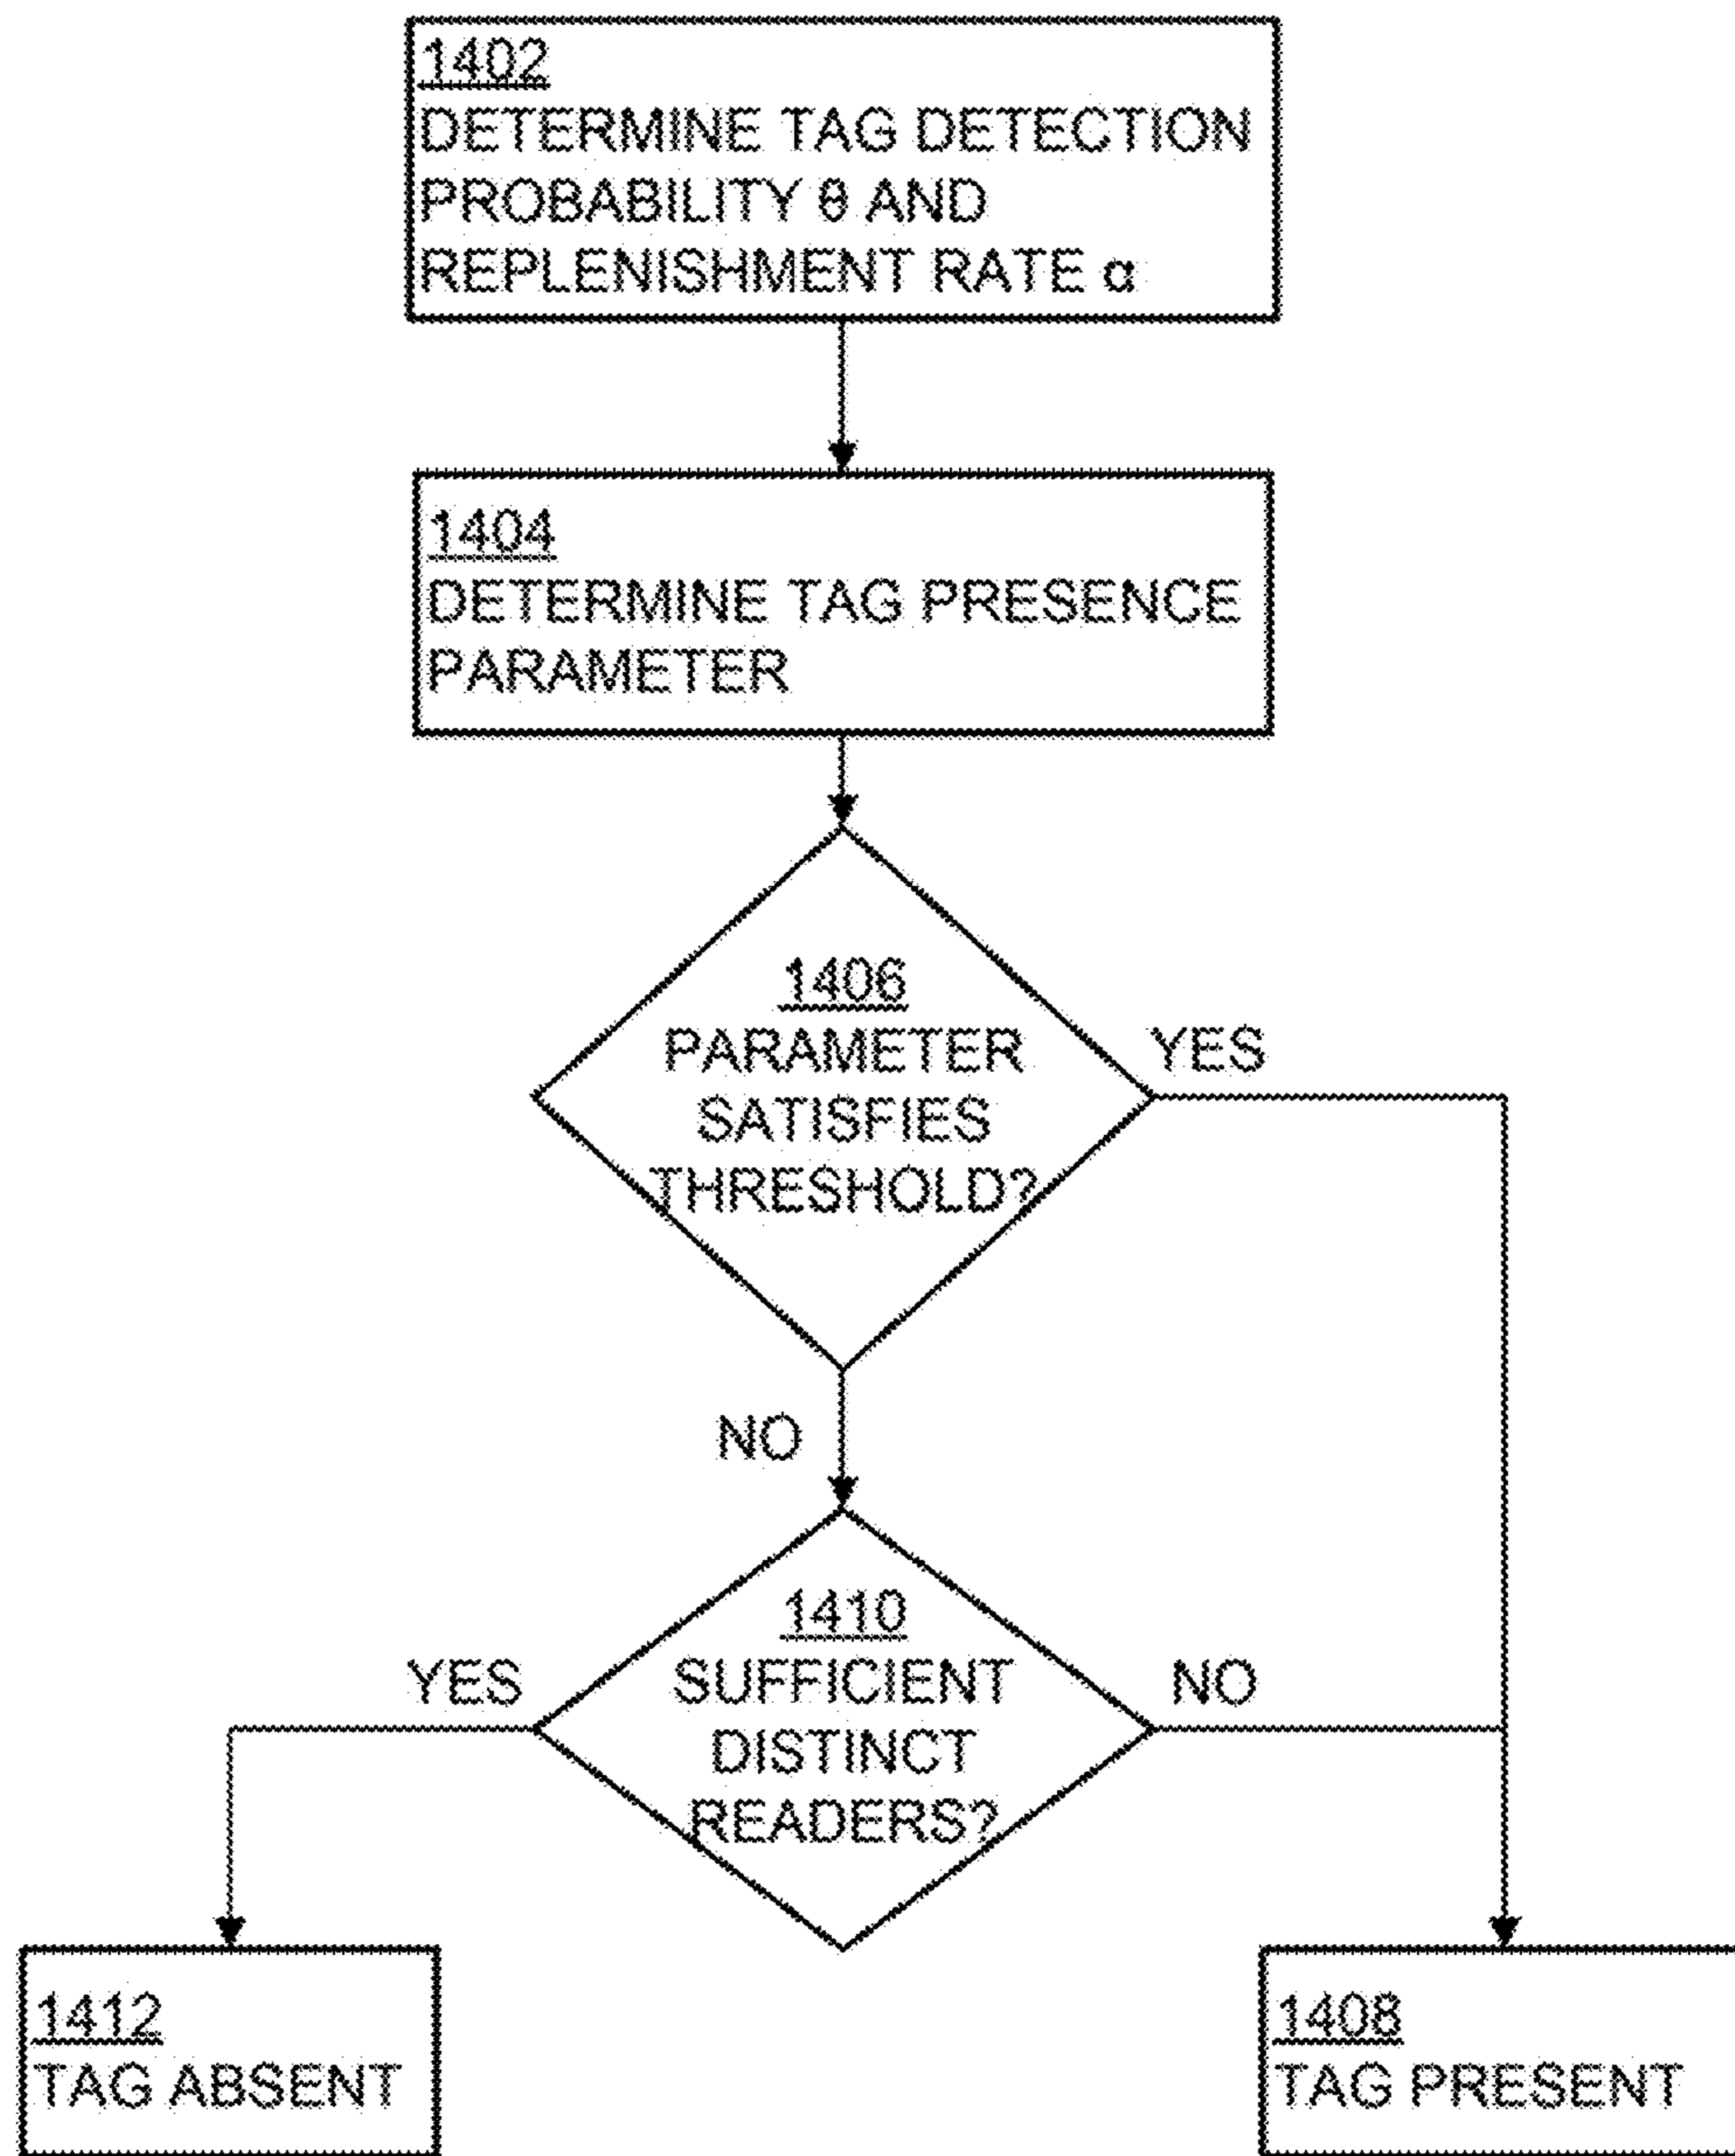 1402
DETERMINE TAG DETECTION
PROBABILITY θ AND
REPLENISHMENT RATE α
1404
DETERMINE TAG PRESENCE
PARAMETER
1406
PARAMETER
SATISFIES
THRESHOLD?
YES
NO
1410
SUFFICIENT
DISTINCT
READERS?
YES
NO
1412
TAG ABSENT
1408
TAG PRESENT